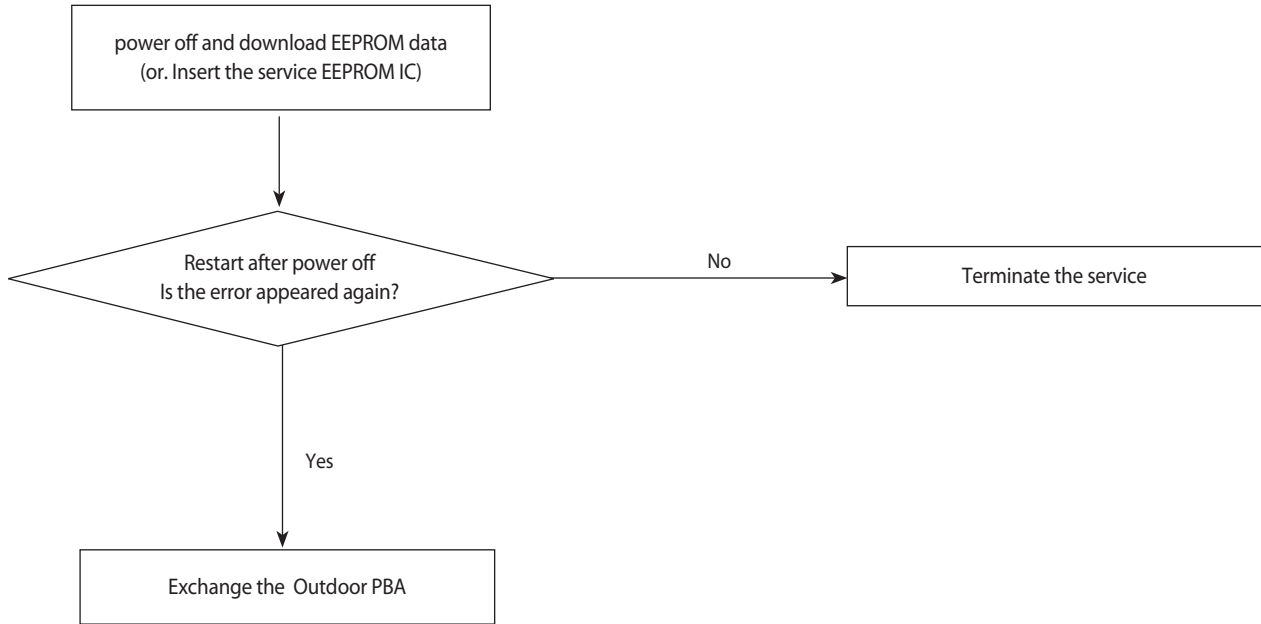 power off and download EEPROM data
(or. Insert the service EEPROM IC)
Restart after power off
Is the error appeared again?
No
Terminate the service
Yes
Exchange the Outdoor PBA